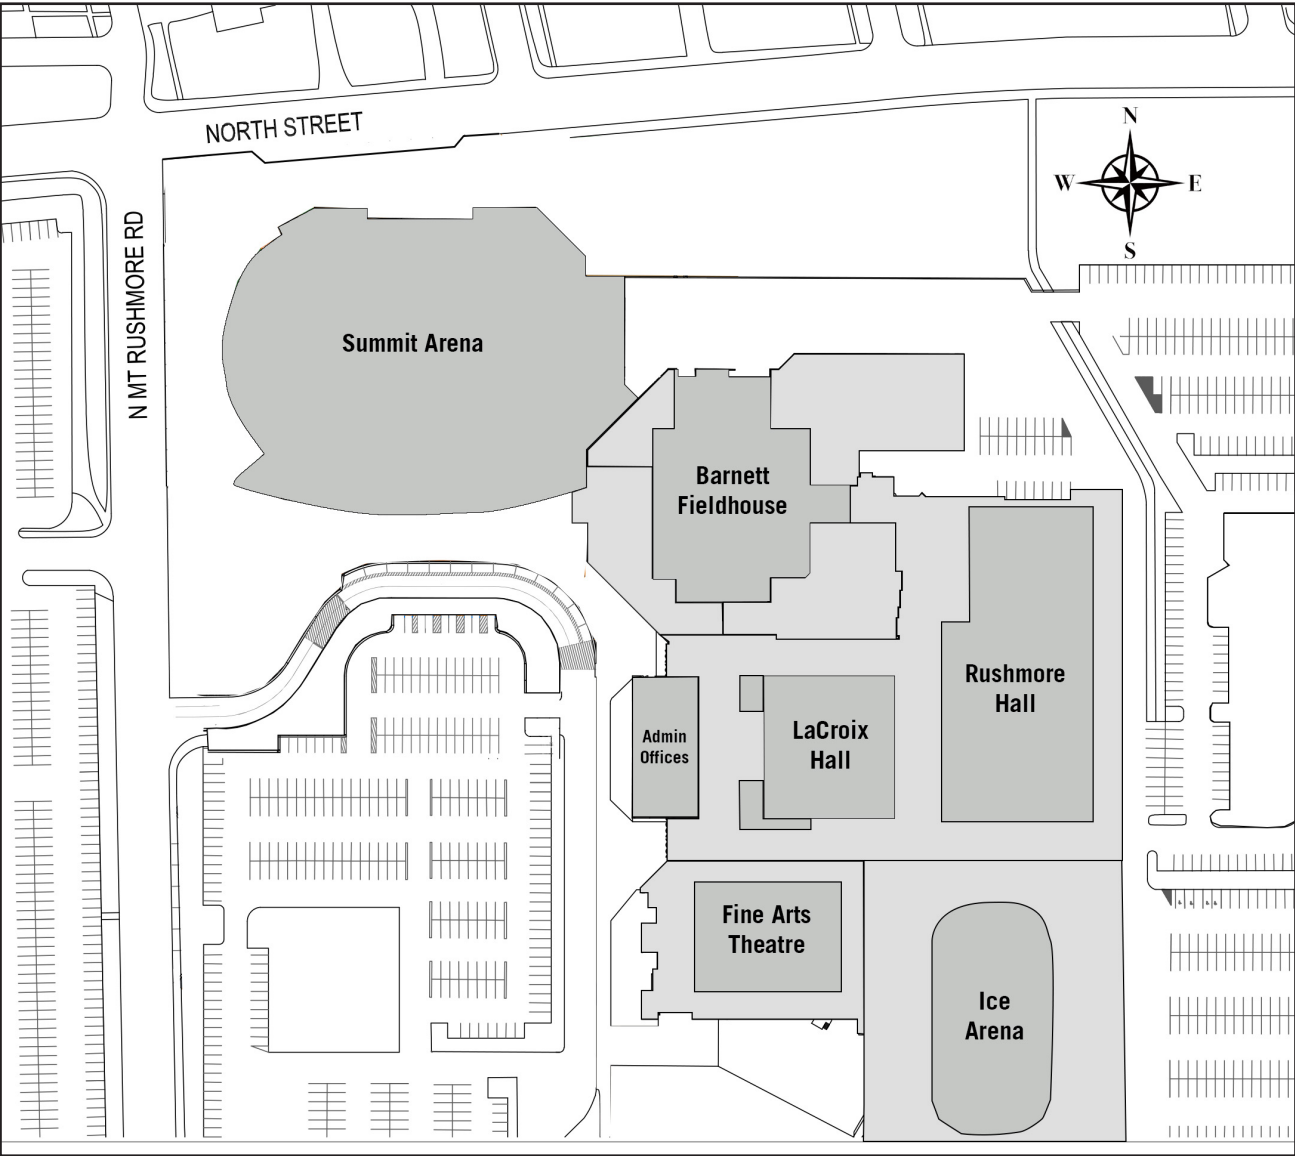 NORTH STREET
N
W
E
S
N MT RUSHMORE RD
Summit Arena
Barnett
Fieldhouse
Rushmore
Hall
Admin
Offices
LaCroix
Hall
Fine Arts
Theatre
Ice
Arena